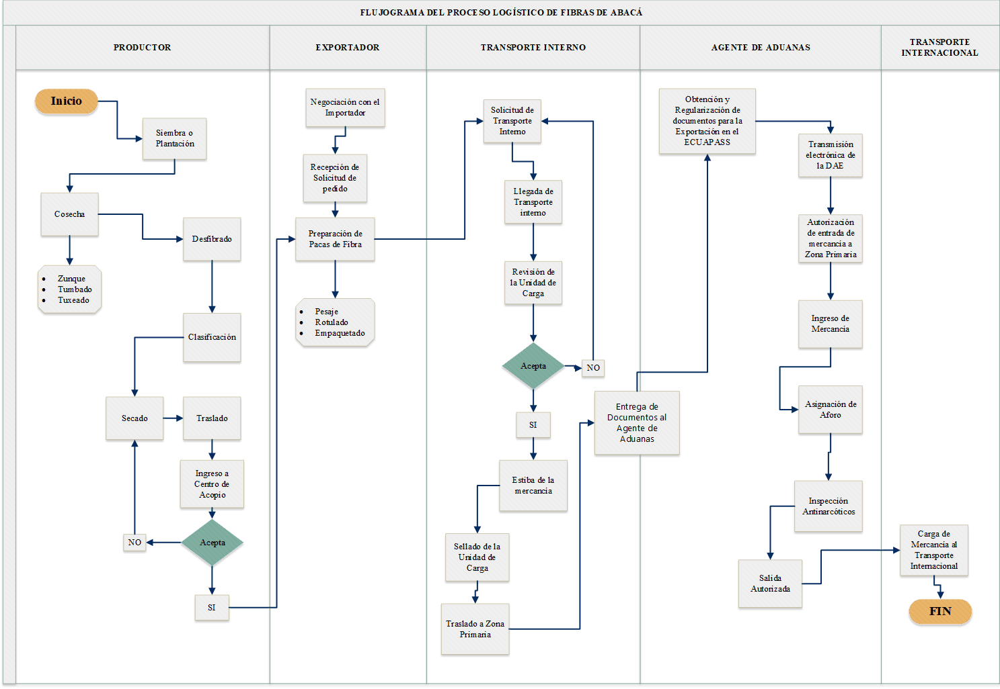 FLUJOGRAMA DEL PROCESO LOGÍSTICO DE FIBRAS DE ABACÁ
PRODUCTOR
EXPORTADOR
TRANSPORTE INTERNO
AGENTE DE ADUANAS
TRANSPORTE
INTERNACIONAL
Inicio
Siembra o
Plantación
Cosecha
Desfibrado
• Zunque
• Tumbado
• Tuxeado
Clasificación
Secado
Traslado
Ingreso a
Centro de
Acopio
Acepta
NO
SI
Negociación con el
Importador
Recepción de
Solicitud de
pedido
Preparación de
Pacas de Fibra
• Pesaje
• Rotulado
• Empaquetado
Solicitud de
Transporte
Interno
Llegada de
Transporte
interno
Revisión de
la Unidad de
Carga
Acepta
NO
SI
Estiba de la
mercancía
Sellado de la
Unidad de
Carga
Traslado a Zona
Primaria
Entrega de
Documentos al
Agente de
Aduanas
Obtención y
Regularización de
documentos para la
Exportación en el
ECUAPASS
Transmisión
electrónica de
la DAE
Autorización
de entrada de
mercancía a
Zona Primaria
Ingreso de
Mercancía
Asignación de
Aforo
Inspección
Antinarcóticos
Salida
Autorizada
Carga de
Mercancía al
Transporte
Internacional
FIN